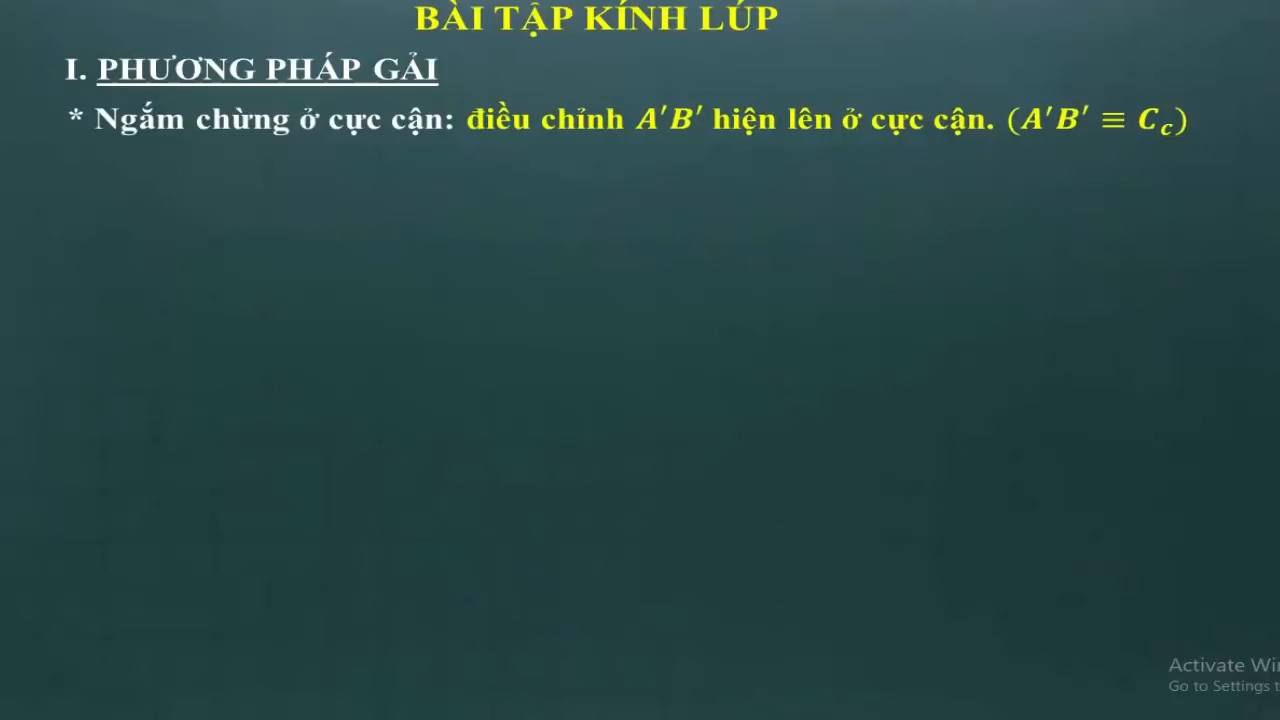 BÀI TẬP KÍNH LÚP
I. PHƯƠNG PHÁP GẢI
* Ngắm chừng ở cực cận: điều chỉnh A′B′ hiện lên ở cực cận. (A′B′ ≡ C_c)
Activate Wi
Go to Settings t